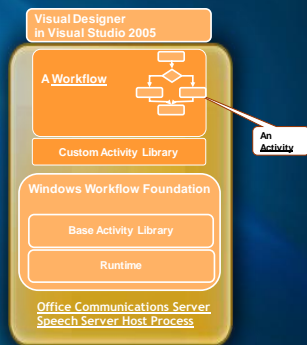 Visual Designer
in Visual Studio 2005
A Workflow
An
Activity
Custom Activity Library
Windows Workflow Foundation
Base Activity Library
Runtime
Office Communications Server
Speech Server Host Process